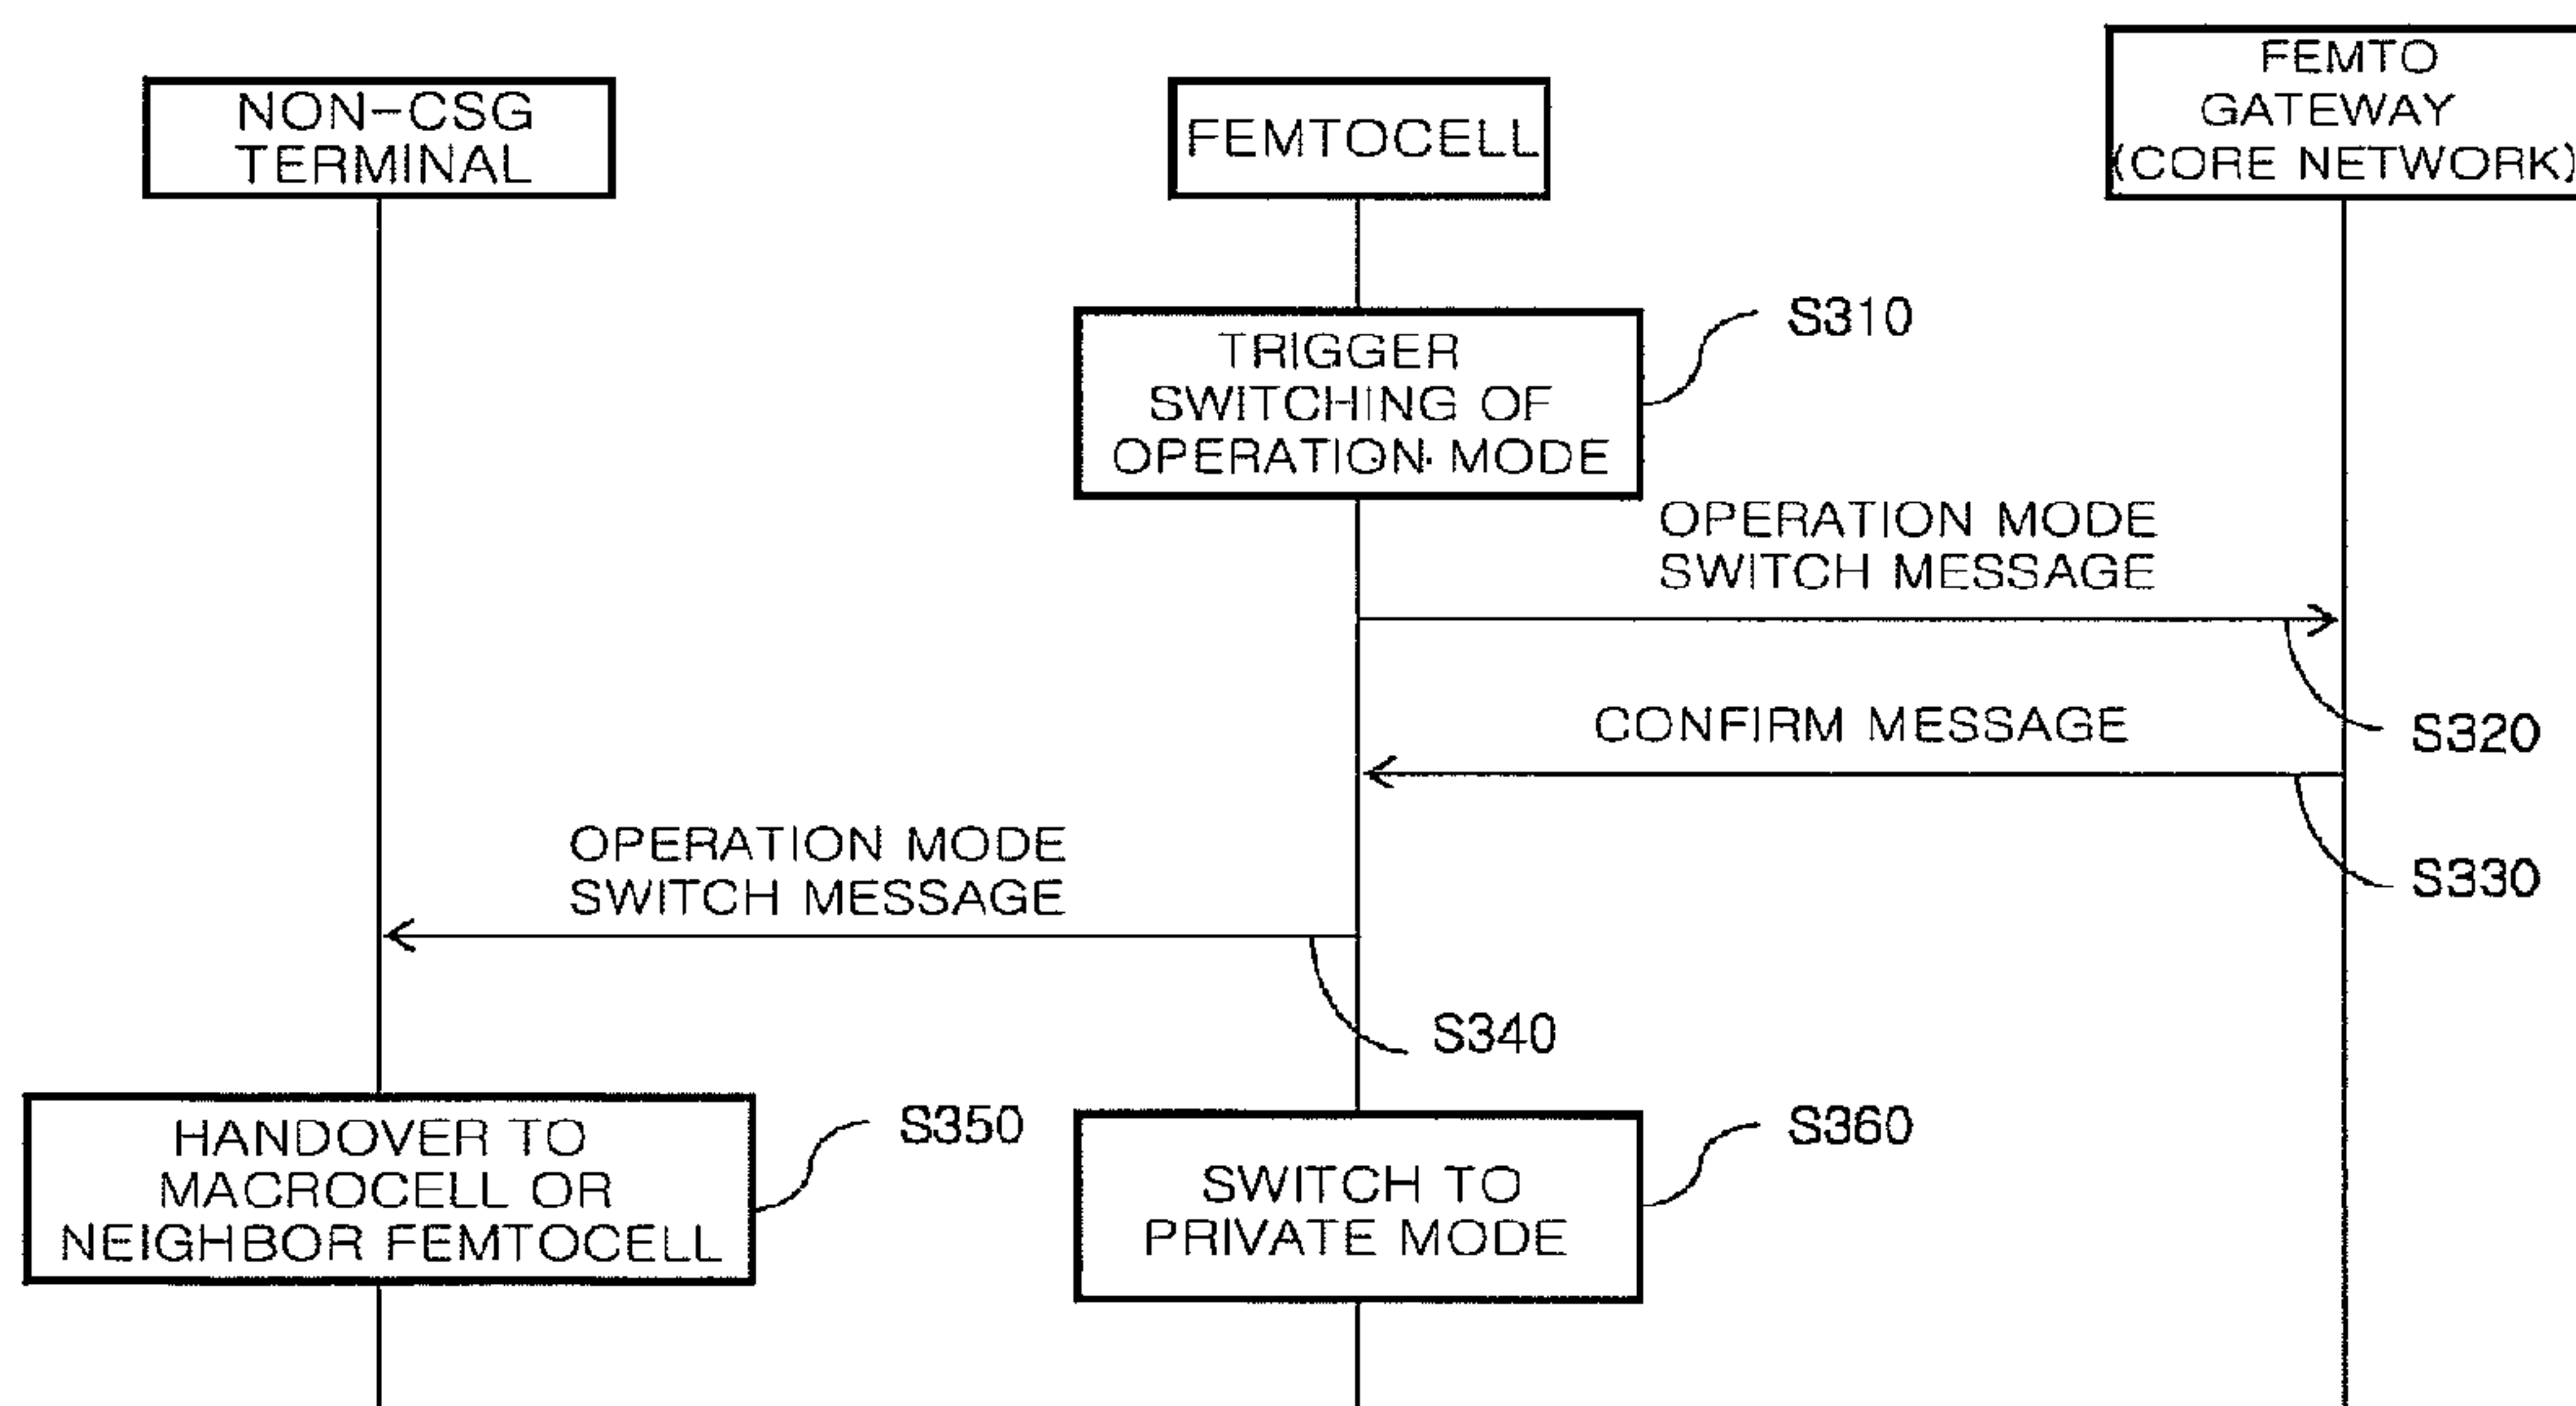 NON-CSG
TERMINAL
FEMTOCELL
FEMTO
GATEWAY
(CORE NETWORK)
TRIGGER
SWITCHING OF
OPERATION MODE
S310
OPERATION MODE
SWITCH MESSAGE
S320
CONFIRM MESSAGE
S330
OPERATION MODE
SWITCH MESSAGE
S340
HANDOVER TO
MACROCELL OR
NEIGHBOR FEMTOCELL
S350
SWITCH TO
PRIVATE MODE
S360